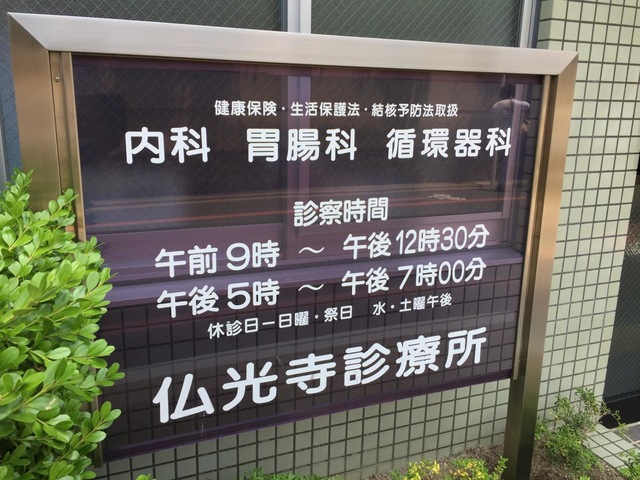 健康保険・生活保護法・結核予防法取扱
内科 胃腸科 循環器科
診察時間
午前9時 ～ 午後12時30分
午後5時 ～ 午後7時00分
休診日ー日曜・祭日 水・土曜午後
仏光寺診療所